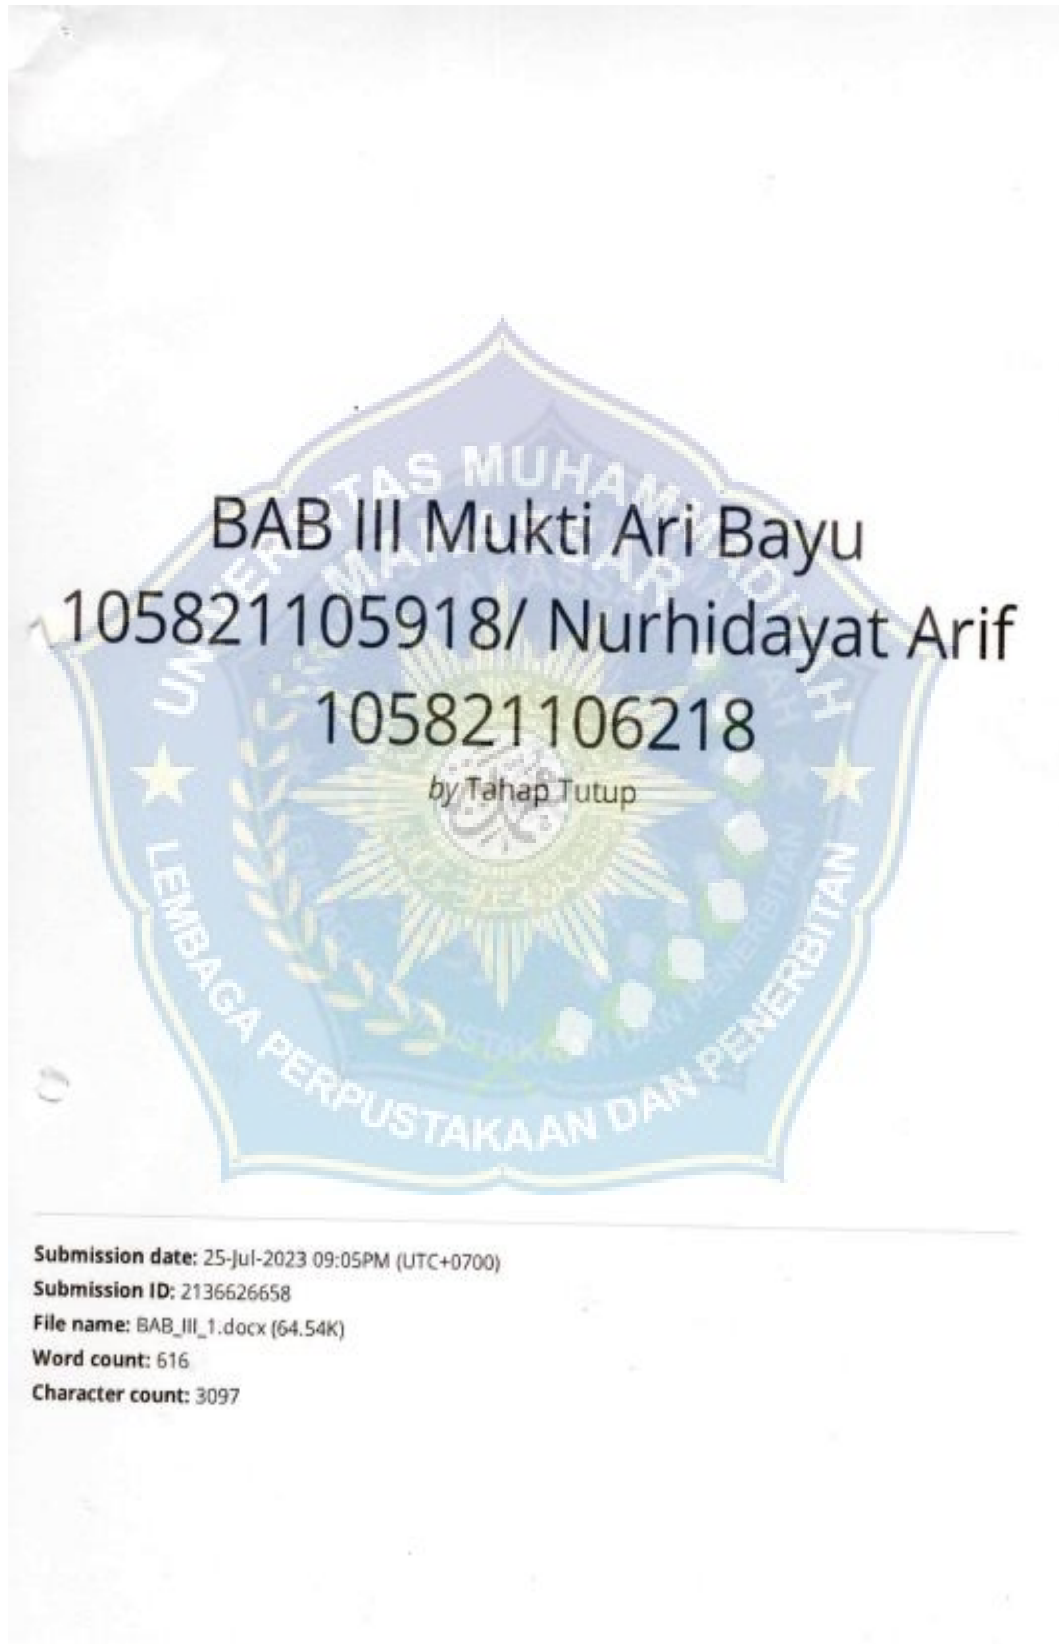 UNIVERSITAS MUHAMMADIYAH
MAKASSAR
BAB III Mukti Ari Bayu
105821105918/ Nurhidayat Arif
105821106218
by Tahap Tutup
LEMBAGA PERPUSTAKAAN DAN PENERBITAN
Submission date: 25-Jul-2023 09:05PM (UTC+0700)
Submission ID: 2136626658
File name: BAB_III_1.docx (64.54K)
Word count: 616
Character count: 3097